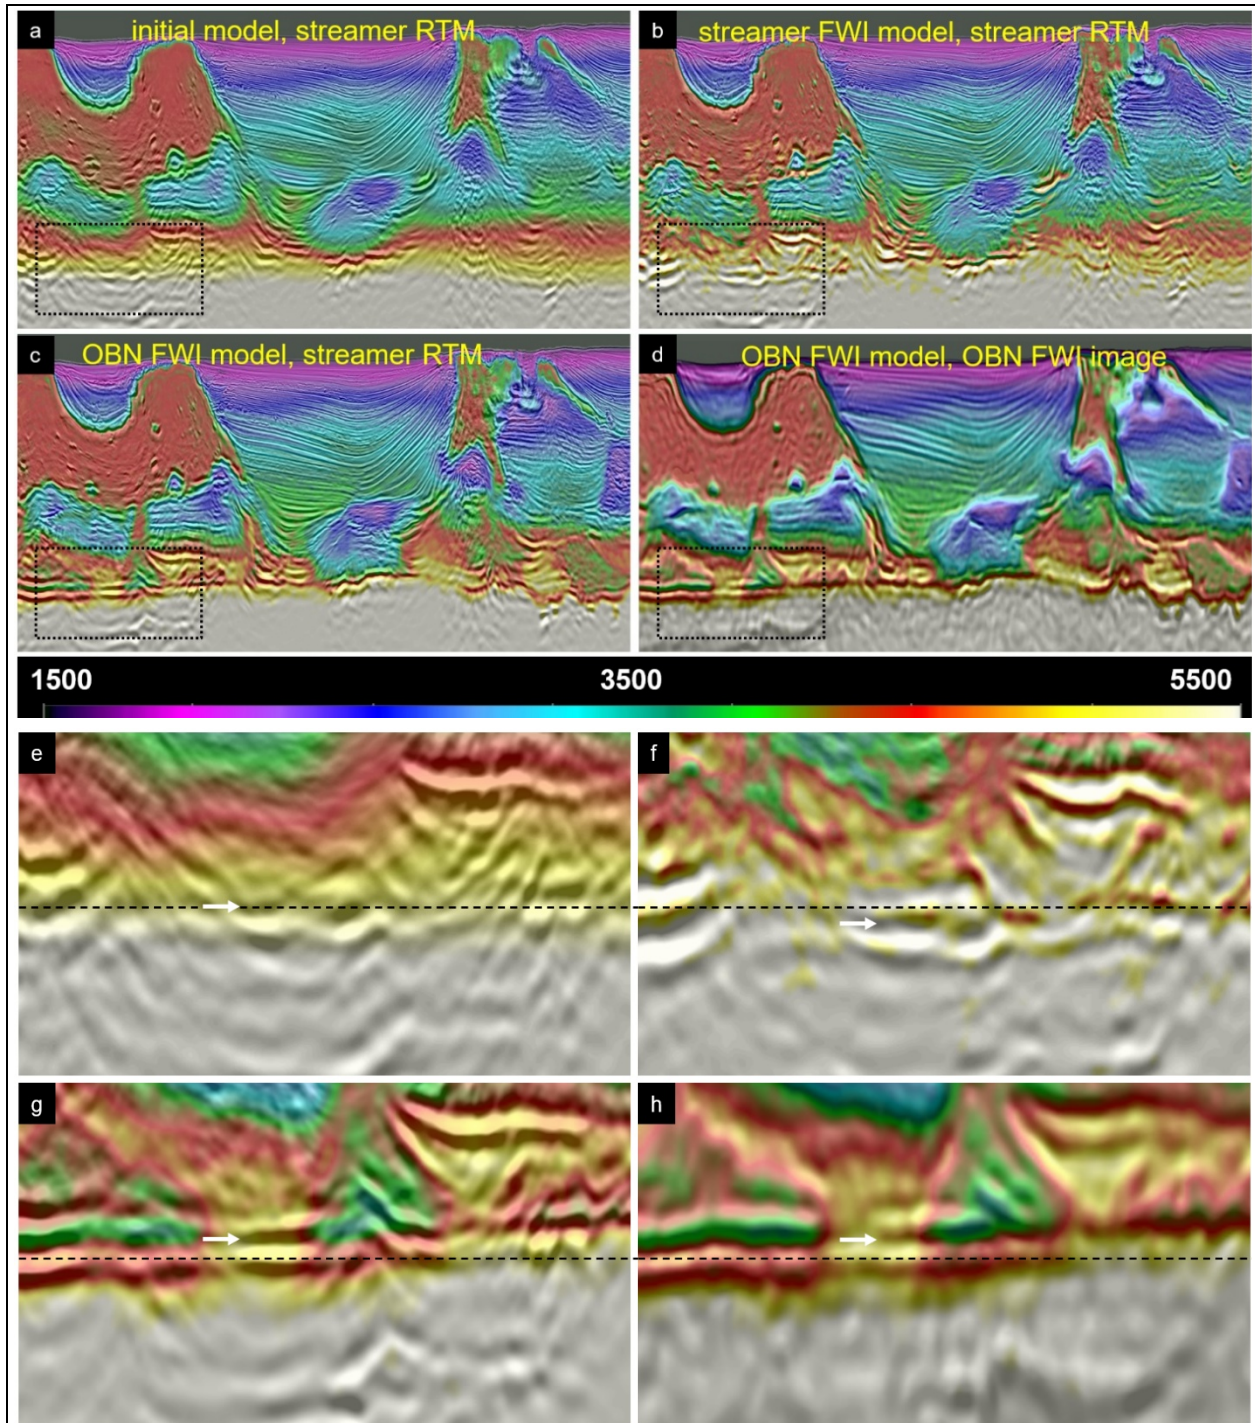 a initial model, streamer RTM
b streamer FWI model, streamer RTM
c OBN FWI model, streamer RTM
d OBN FWI model, OBN FWI image
1500 3500 5500
e
f
g
h